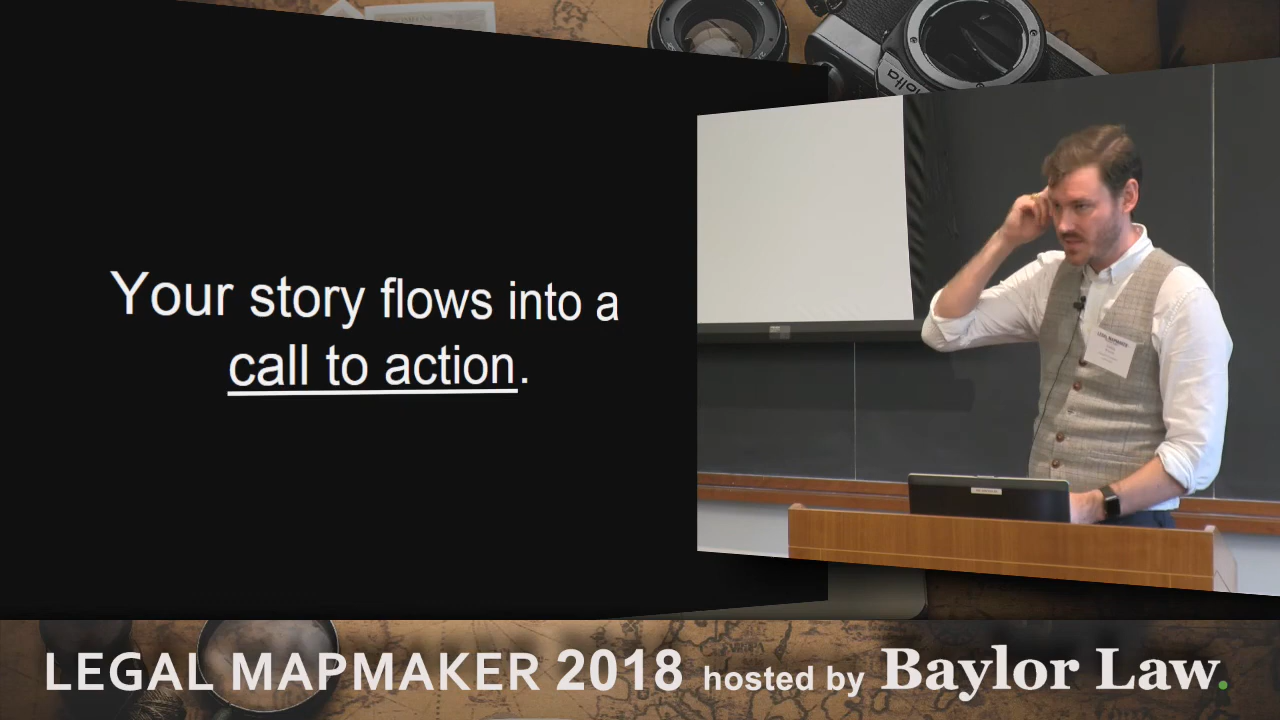 Your story flows into a
call to action.
LEGAL MAPMAKER 2018 hosted by Baylor Law.